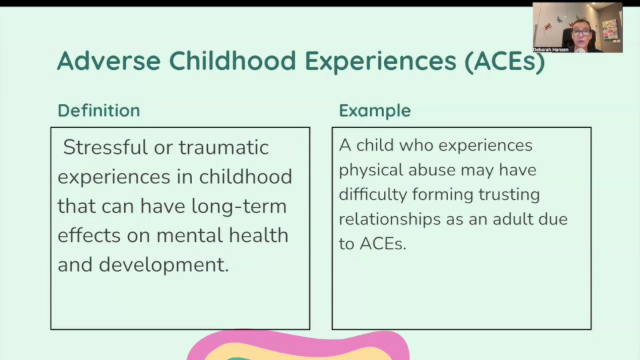 Deborah Hansen
Adverse Childhood Experiences (ACEs)
Definition
Example
Stressful or traumatic
experiences in childhood
that can have long-term
effects on mental health
and development.
A child who experiences
physical abuse may have
difficulty forming trusting
relationships as an adult due
to ACEs.